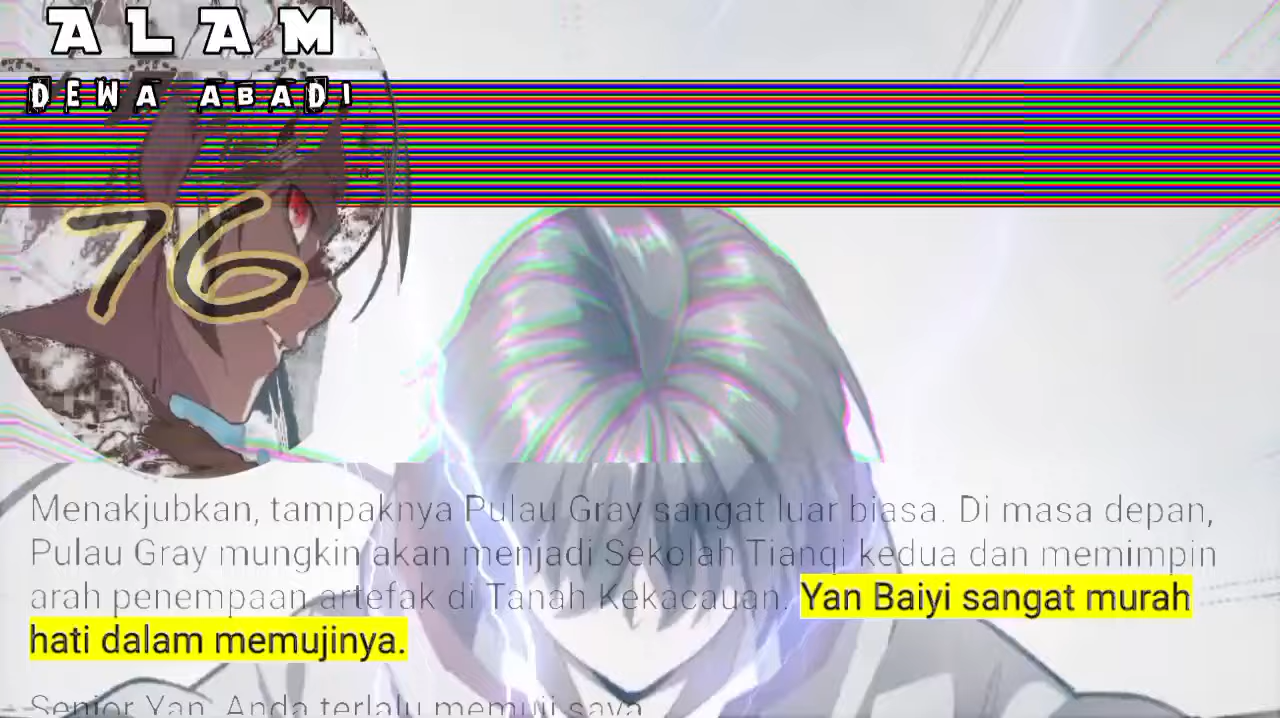 ALAM
DEWA ABADI
76
Menakjubkan, tampaknya Pulau Gray sangat luar biasa. Di masa depan,
Pulau Gray mungkin akan menjadi Sekolah Tianqi kedua dan memimpin
arah penempaan artefak di Tanah Kekacauan. Yan Baiyi sangat murah
hati dalam memujinya.
Senior Yan, Anda terlalu memuji saya